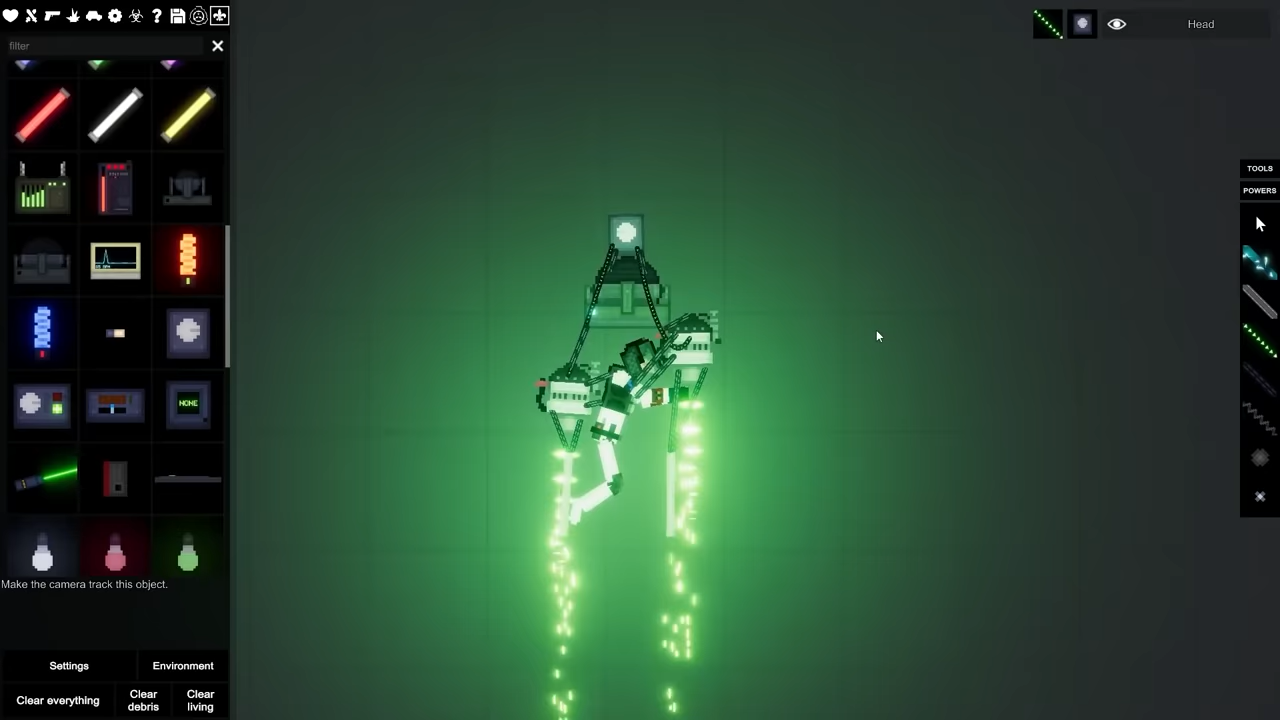 ?
filter
Head
TOOLS
POWERS
NONE
Make the camera track this object.
Settings
Environment
Clear everything
Clear
debris
Clear
living